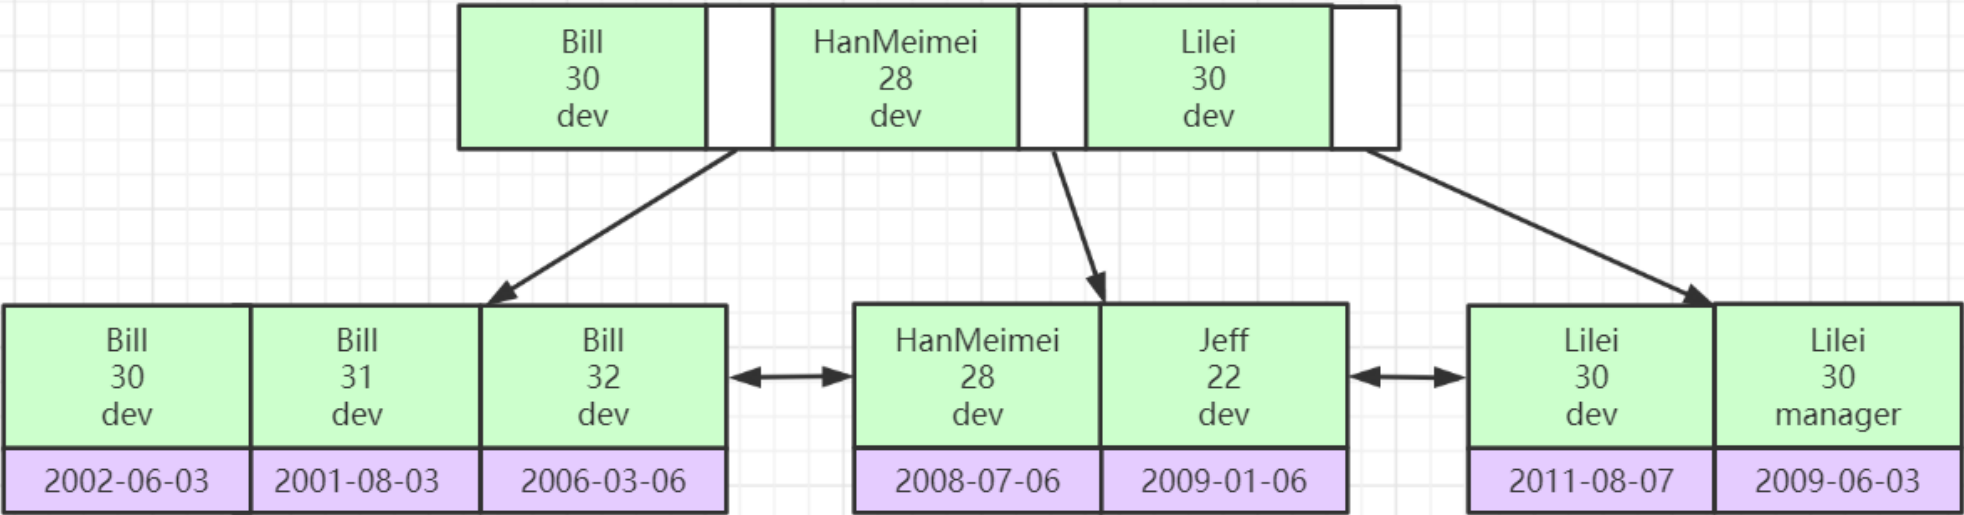 Bill
30
dev
HanMeimei
28
dev
Lilei
30
dev
Bill
30
dev
2002-06-03
Bill
31
dev
2001-08-03
Bill
32
dev
2006-03-06
HanMeimei
28
dev
2008-07-06
Jeff
22
dev
2009-01-06
Lilei
30
dev
2011-08-07
Lilei
30
manager
2009-06-03